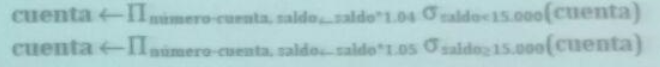 cuenta ←Π número-cuenta, saldo←saldo*1.04 σ saldo<15.000(cuenta)
cuenta ←Π número-cuenta, saldo←saldo*1.05 σ saldo≥15.000(cuenta)